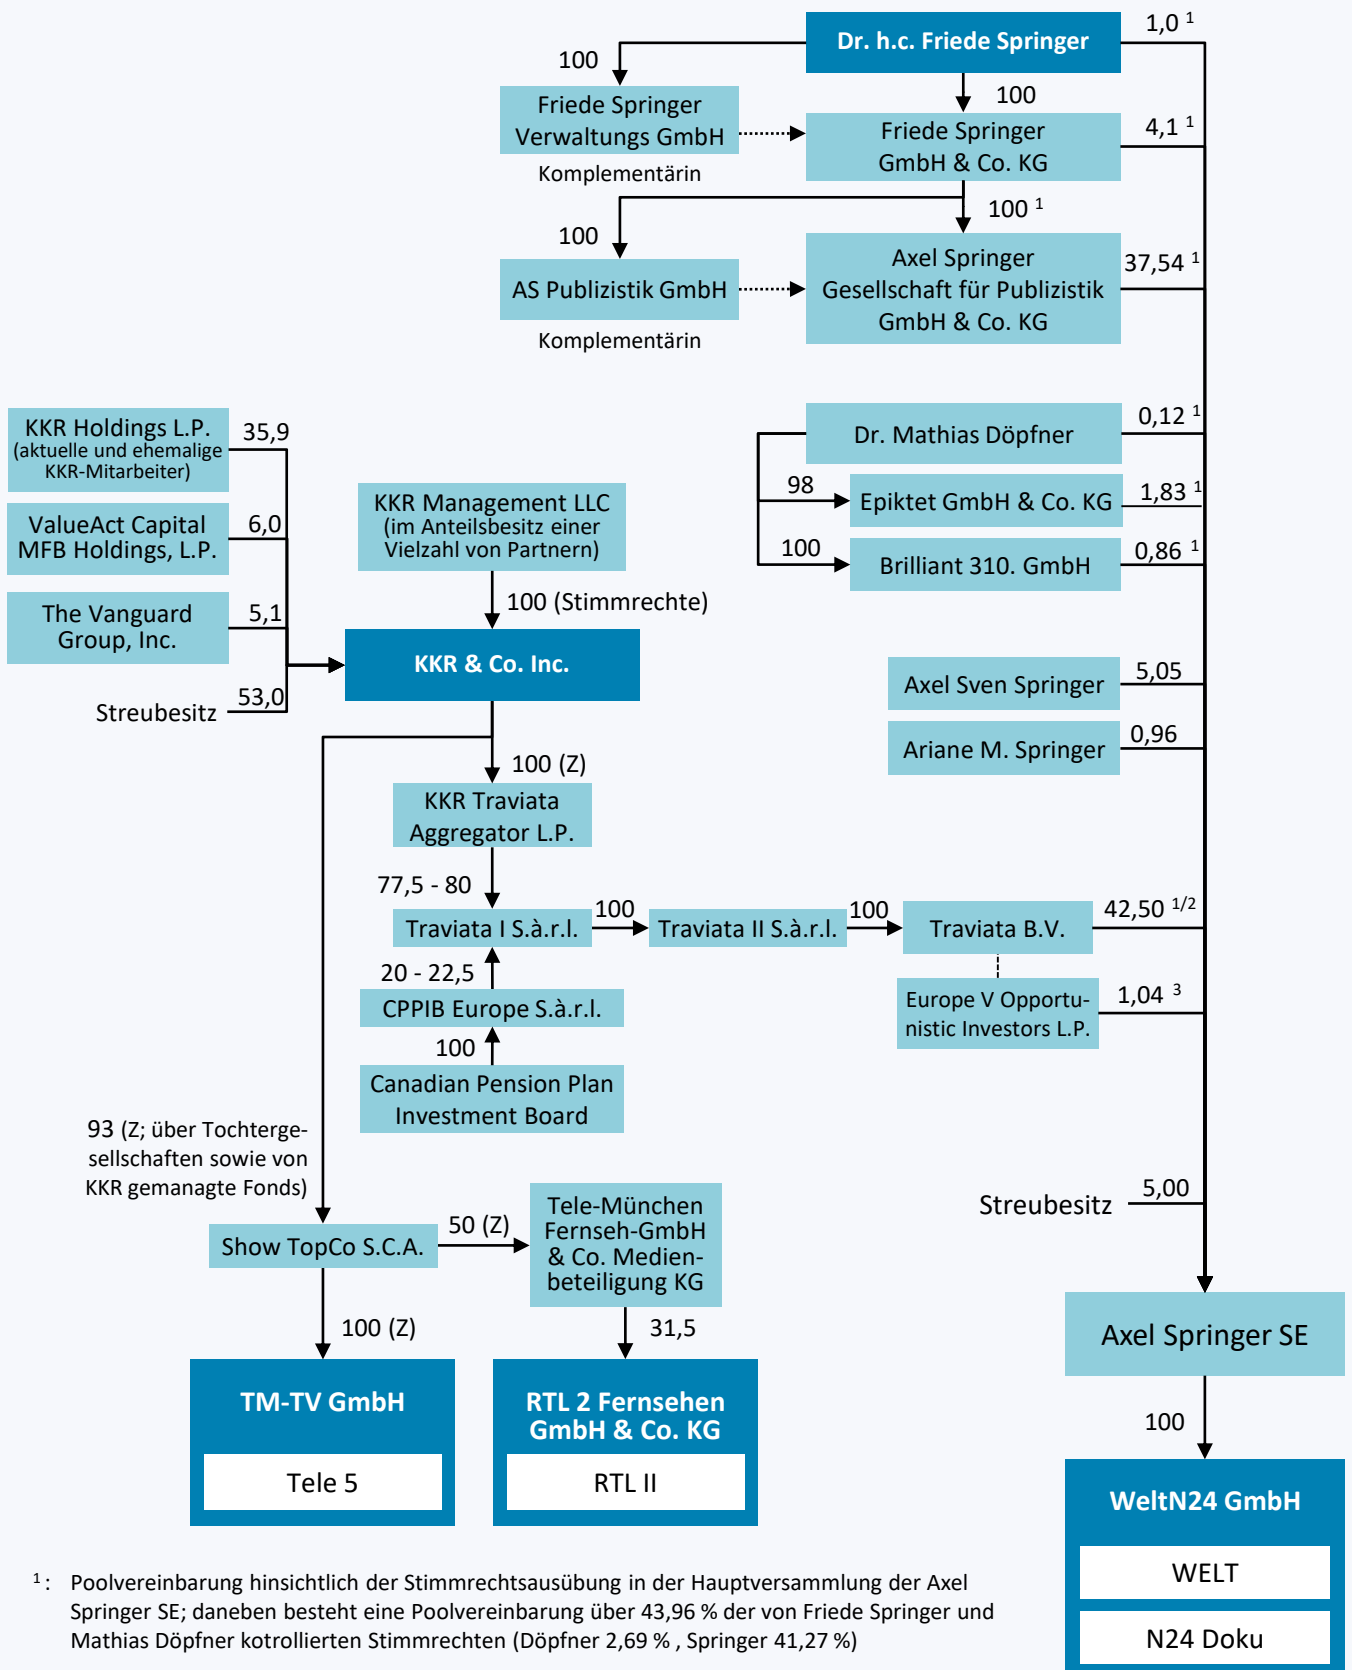 Dr. h.c. Friede Springer
1,0 ¹
100
100
Friede Springer
Verwaltungs GmbH
Komplementärin
Friede Springer
GmbH & Co. KG
4,1 ¹
100
100 ¹
AS Publizistik GmbH
Komplementärin
Axel Springer
Gesellschaft für Publizistik
GmbH & Co. KG
37,54 ¹
Dr. Mathias Döpfner
0,12 ¹
98
Epiktet GmbH & Co. KG
1,83 ¹
100
Brilliant 310. GmbH
0,86 ¹
KKR Holdings L.P.
(aktuelle und ehemalige
KKR-Mitarbeiter)
35,9
ValueAct Capital
MFB Holdings, L.P.
6,0
The Vanguard
Group, Inc.
5,1
Streubesitz
53,0
KKR Management LLC
(im Anteilsbesitz einer
Vielzahl von Partnern)
100 (Stimmrechte)
KKR & Co. Inc.
Axel Sven Springer
5,05
Ariane M. Springer
0,96
100 (Z)
KKR Traviata
Aggregator L.P.
77,5 - 80
Traviata I S.à.r.l.
100
Traviata II S.à.r.l.
100
Traviata B.V.
42,50 ¹/²
20 - 22,5
CPPIB Europe S.à.r.l.
100
Canadian Pension Plan
Investment Board
Europe V Opportu-
nistic Investors L.P.
1,04 ³
93 (Z; über Tochterge-
sellschaften sowie von
KKR gemanagte Fonds)
Streubesitz
5,00
Show TopCo S.C.A.
50 (Z)
Tele-München
Fernseh-GmbH
& Co. Medien-
beteiligung KG
100 (Z)
31,5
Axel Springer SE
100
TM-TV GmbH
Tele 5
RTL 2 Fernsehen
GmbH & Co. KG
RTL II
WeltN24 GmbH
WELT
N24 Doku
¹ : Poolvereinbarung hinsichtlich der Stimmrechtsausübung in der Hauptversammlung der Axel
Springer SE; daneben besteht eine Poolvereinbarung über 43,96 % der von Friede Springer und
Mathias Döpfner kotrollierten Stimmrechten (Döpfner 2,69 % , Springer 41,27 %)